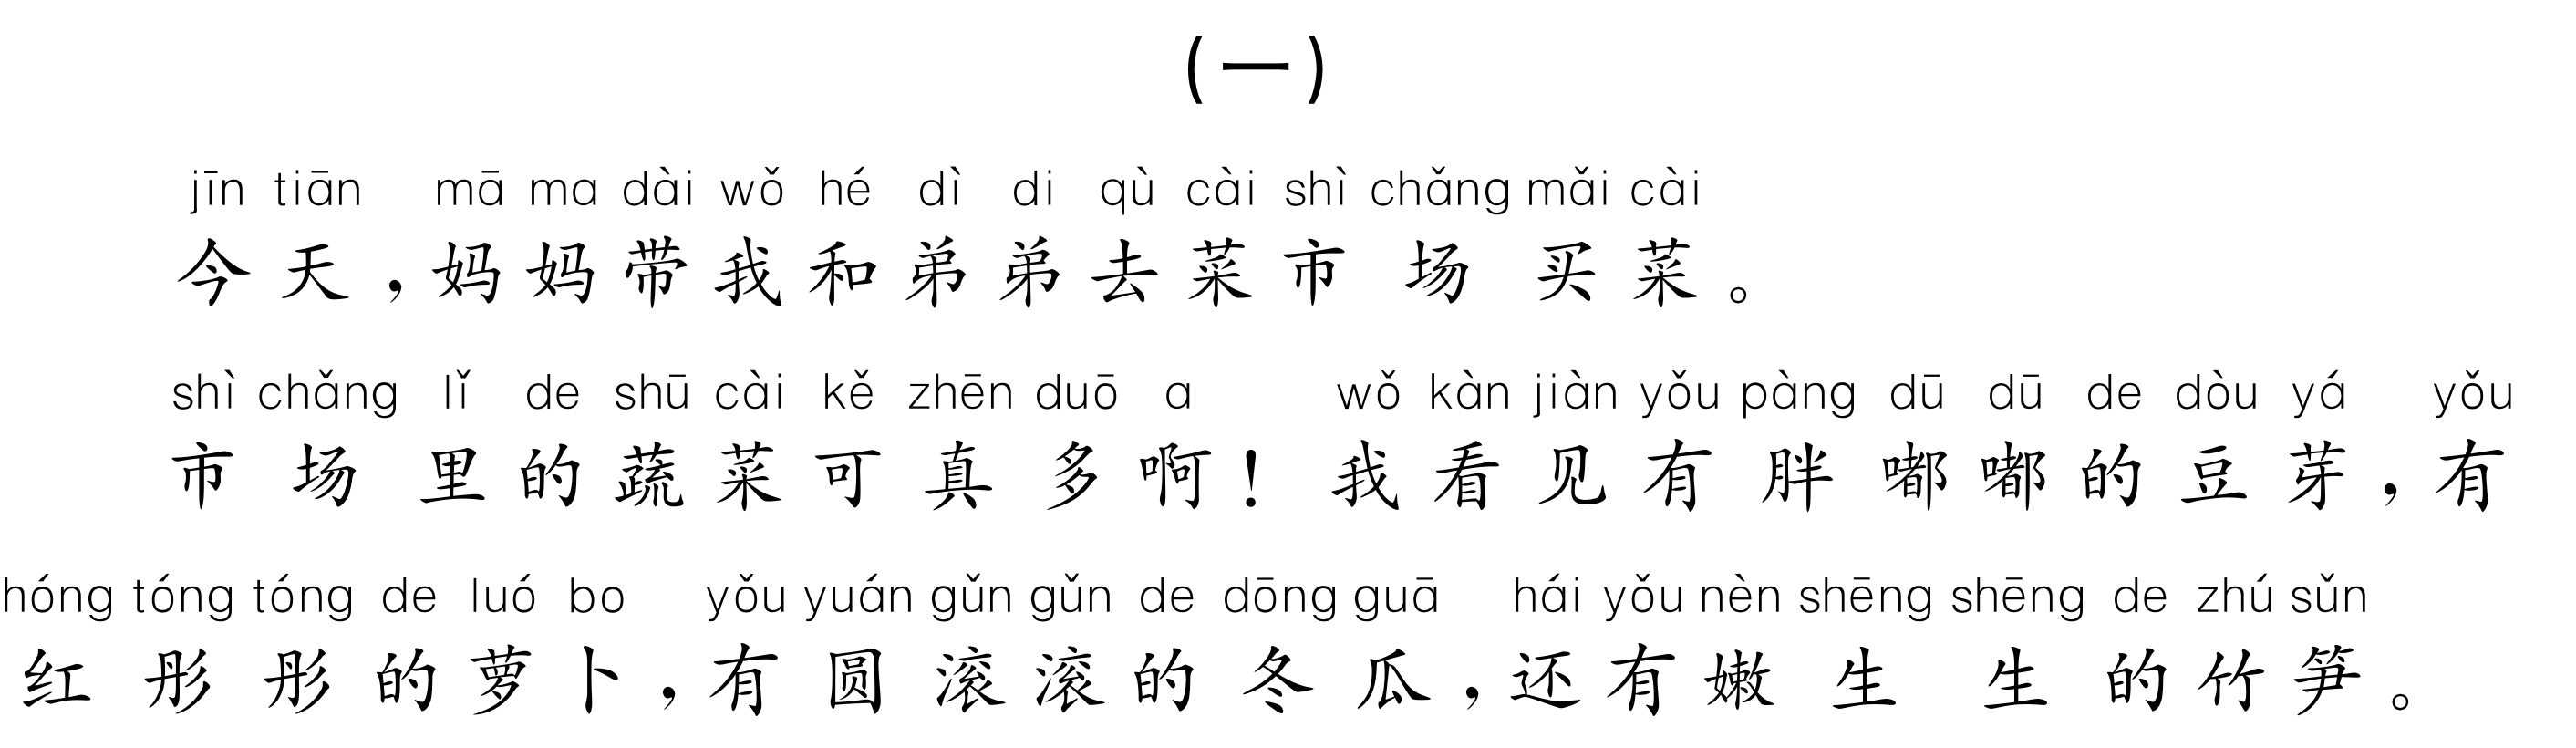 (一)
jīn tiān mā ma dài wǒ hé dì di qù cài shì chǎng mǎi cài
今天，妈妈带我和弟弟去菜市场买菜。
shì chǎng lǐ de shū cài kě zhēn duō a wǒ kàn jiàn yǒu pàng dū dū de dòu yá yǒu
市场里的蔬菜可真多啊！我看见有胖嘟嘟的豆芽，有
hóng tóng tóng de luó bo yǒu yuán gǔn gǔn de dōng guā hái yǒu nèn shēng shēng de zhú sǔn
红彤彤的萝卜，有圆滚滚的冬瓜，还有嫩生生的竹笋。